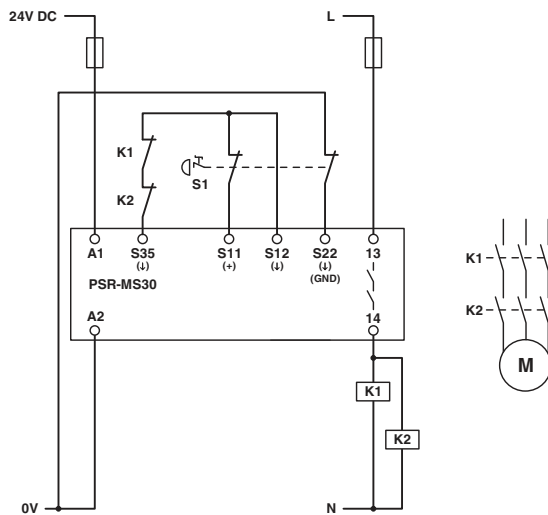 24V DC
L
K1
S1
K2
A1
S35
(↓)
S11
(+)
S12
(↓)
S22
(↓)
(GND)
13
PSR-MS30
A2
14
K1
K2
0V
N
K1
K2
M